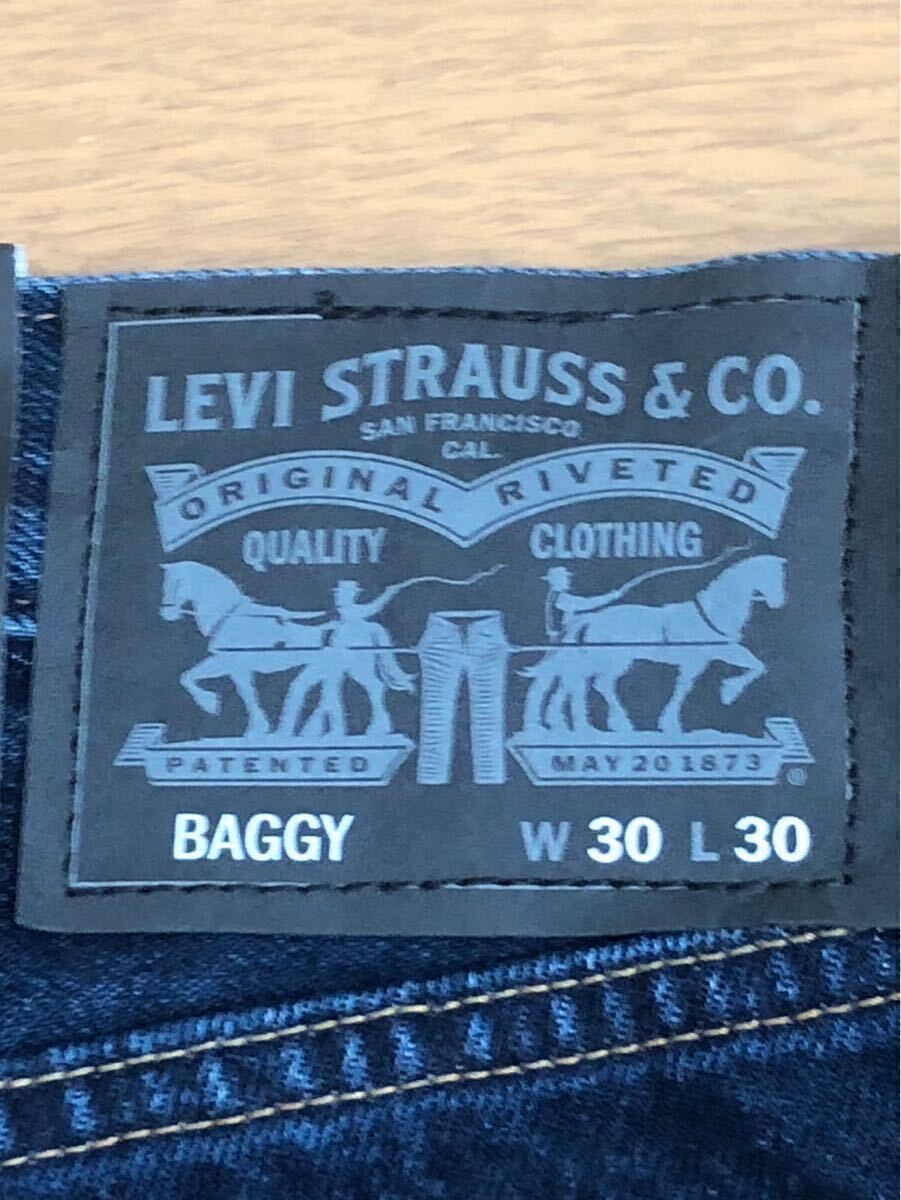 LEVI STRAUSS & CO.
SAN FRANCISCO
CAL.
ORIGINAL RIVETED
QUALITY CLOTHING
PATENTED MAY 20 1873 ®
BAGGY W 30 L 30